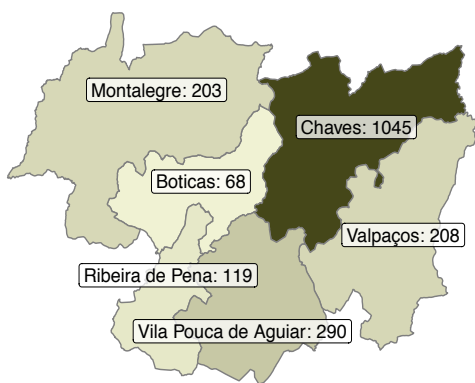 Montalegre: 203
Chaves: 1045
Boticas: 68
Valpaços: 208
Ribeira de Pena: 119
Vila Pouca de Aguiar: 290